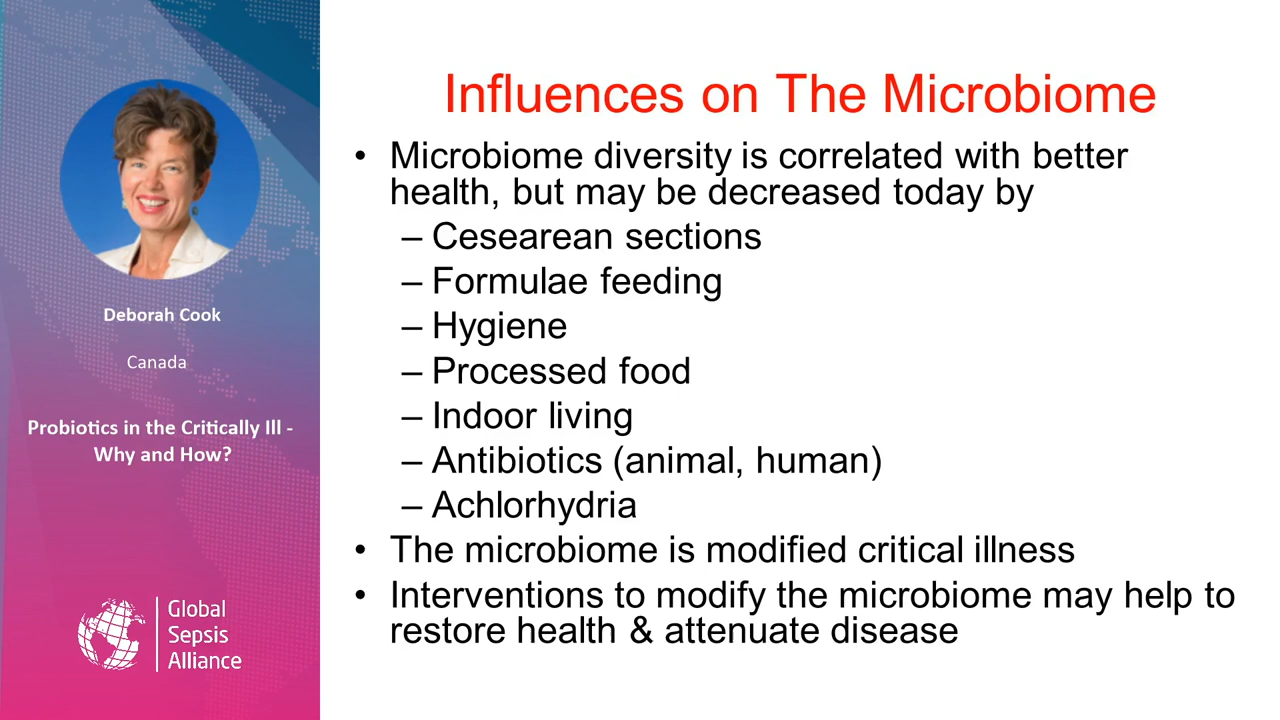 Deborah Cook
Canada
Probiotics in the Critically Ill -
Why and How?
Global
Sepsis
Alliance
Influences on The Microbiome
• Microbiome diversity is correlated with better
health, but may be decreased today by
– Cesearean sections
– Formulae feeding
– Hygiene
– Processed food
– Indoor living
– Antibiotics (animal, human)
– Achlorhydria
• The microbiome is modified critical illness
• Interventions to modify the microbiome may help to
restore health & attenuate disease